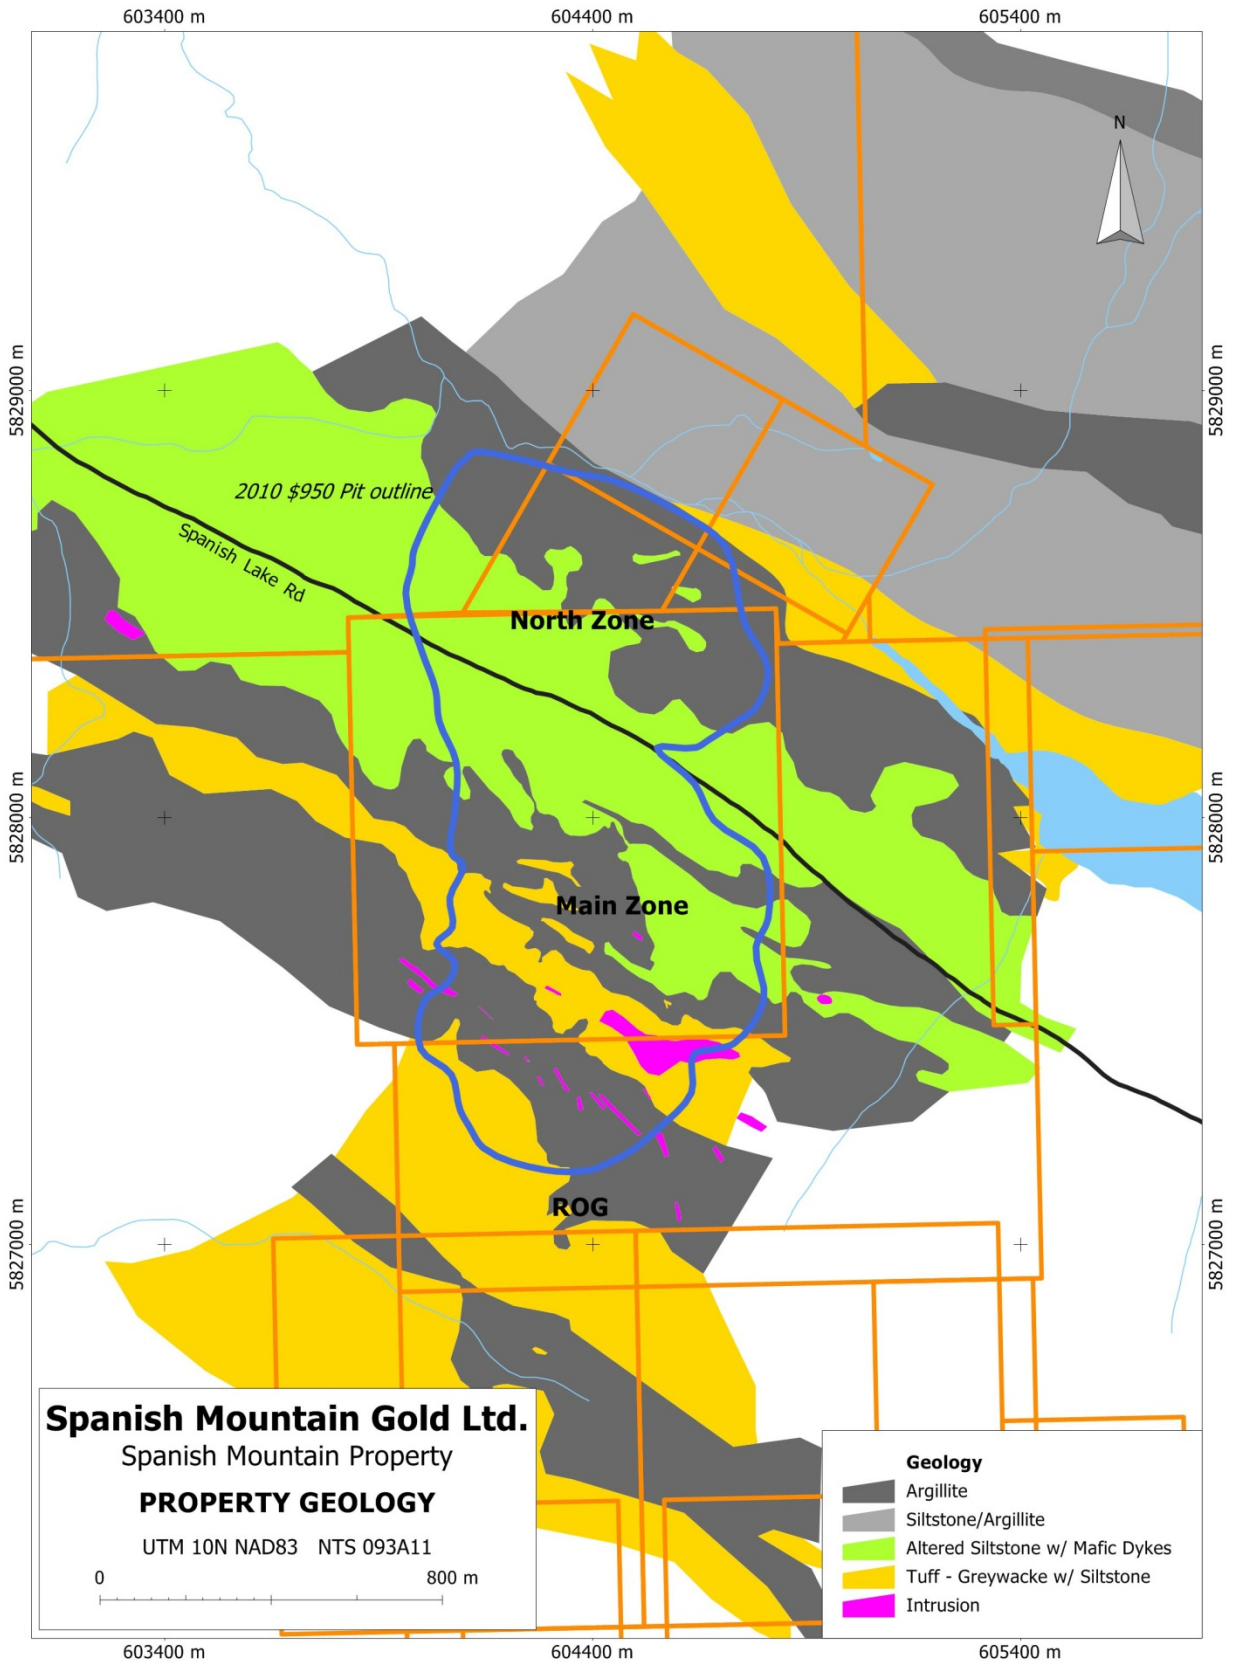 603400 m
604400 m
605400 m
N
5829000 m
5829000 m
2010 $950 Pit outline
Spanish Lake Rd
North Zone
5828000 m
5828000 m
Main Zone
ROG
5827000 m
5827000 m
Spanish Mountain Gold Ltd.
Spanish Mountain Property
PROPERTY GEOLOGY
UTM 10N NAD83 NTS 093A11
0 800 m
Geology
Argillite
Siltstone/Argillite
Altered Siltstone w/ Mafic Dykes
Tuff - Greywacke w/ Siltstone
Intrusion
603400 m
604400 m
605400 m